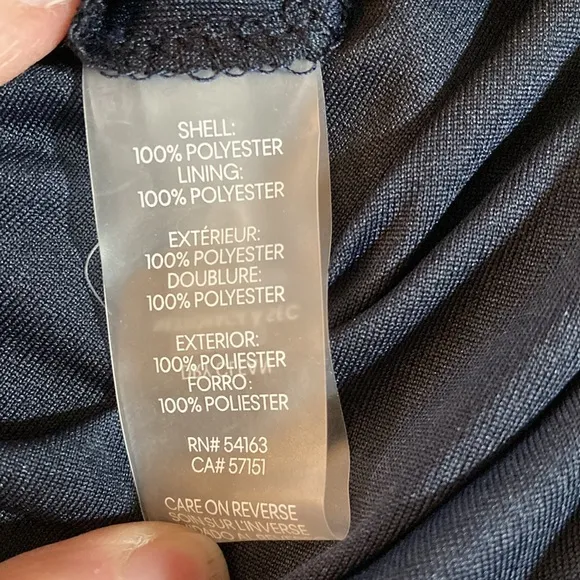 SHELL:
100% POLYESTER
LINING:
100% POLYESTER
EXTÉRIEUR:
100% POLYESTER
DOUBLURE:
100% POLYESTER
EXTERIOR:
100% POLIESTER
FORRO:
100% POLIESTER
RN# 54163
CA# 57151
CARE ON REVERSE
SOIN SUR L'INVERSE